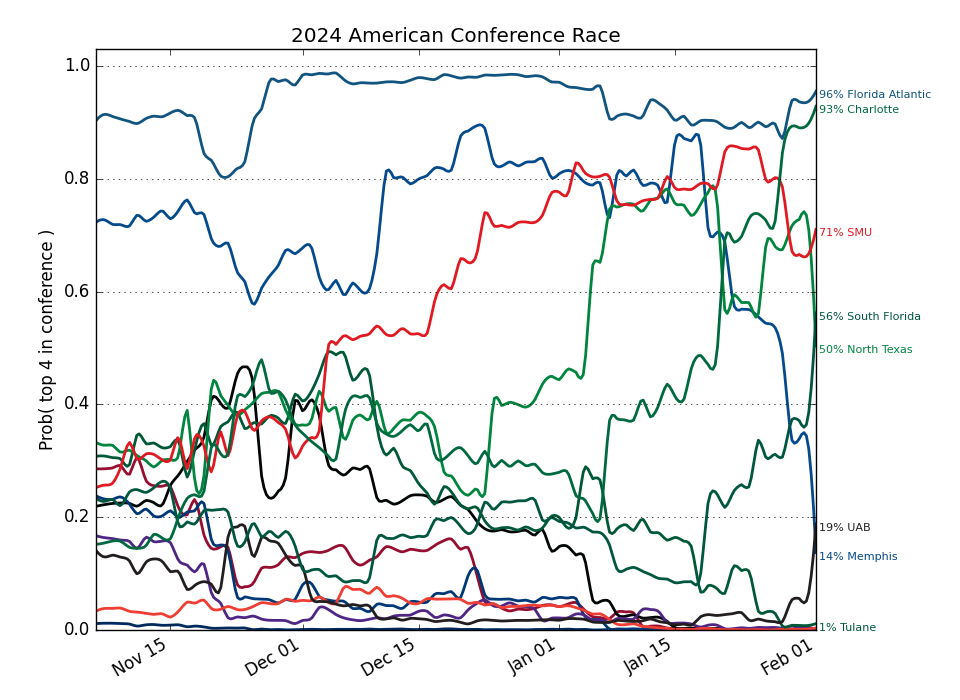 2024 American Conference Race
1.0
0.8
0.6
0.4
0.2
0.0
Prob( top 4 in conference )
Nov 15
Dec 01
Dec 15
Jan 01
Jan 15
Feb 01
96% Florida Atlantic
93% Charlotte
71% SMU
56% South Florida
50% North Texas
19% UAB
14% Memphis
1% Tulane